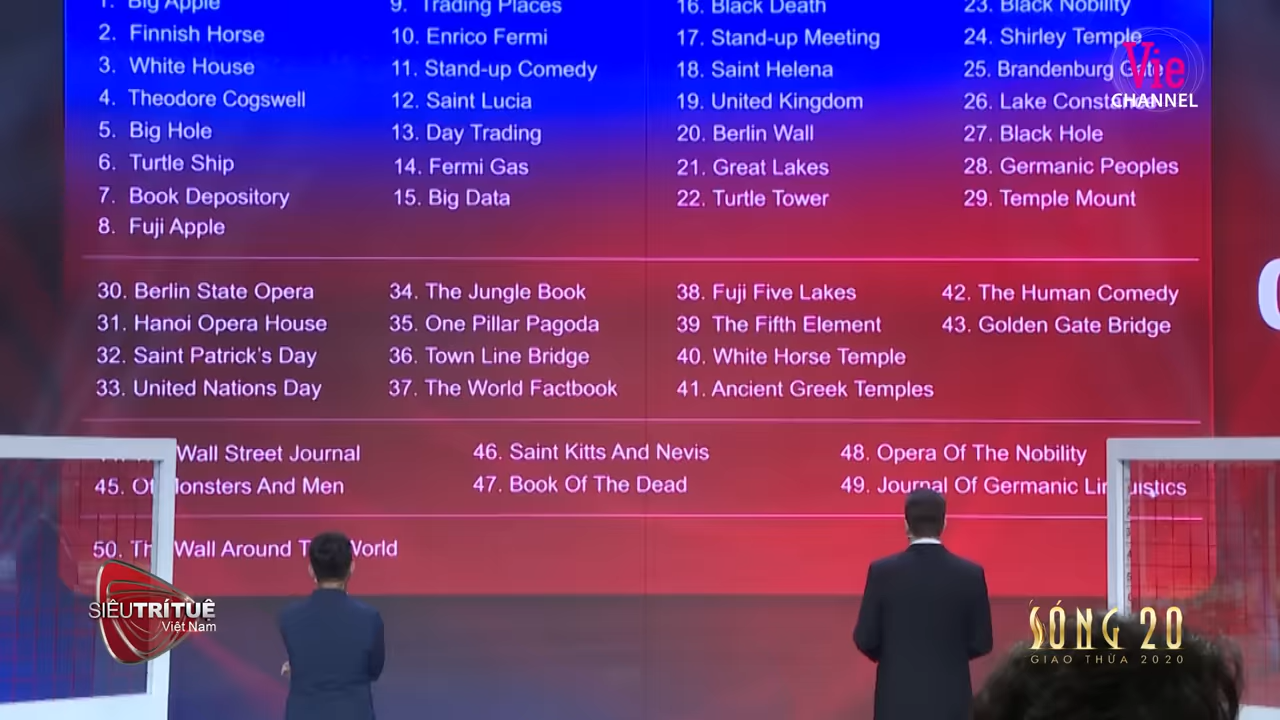 1. Big Apple
2. Finnish Horse
3. White House
4. Theodore Cogswell
5. Big Hole
6. Turtle Ship
7. Book Depository
8. Fuji Apple
9. Trading Places
10. Enrico Fermi
11. Stand-up Comedy
12. Saint Lucia
13. Day Trading
14. Fermi Gas
15. Big Data
16. Black Death
17. Stand-up Meeting
18. Saint Helena
19. United Kingdom
20. Berlin Wall
21. Great Lakes
22. Turtle Tower
23. Black Nobility
24. Shirley Temple
25. Brandenburg Gate
26. Lake Constance
27. Black Hole
28. Germanic Peoples
29. Temple Mount
30. Berlin State Opera
31. Hanoi Opera House
32. Saint Patrick's Day
33. United Nations Day
34. The Jungle Book
35. One Pillar Pagoda
36. Town Line Bridge
37. The World Factbook
38. Fuji Five Lakes
39 The Fifth Element
40. White Horse Temple
41. Ancient Greek Temples
42. The Human Comedy
43. Golden Gate Bridge
Wall Street Journal
45. Of Monsters And Men
46. Saint Kitts And Nevis
47. Book Of The Dead
48. Opera Of The Nobility
49. Journal Of Germanic Linguistics
50. The Wall Around The World
Vie
CHANNEL
SIÊUTRÍTUỆ
Việt Nam
SÓNG 20
GIAO THỪA 2020